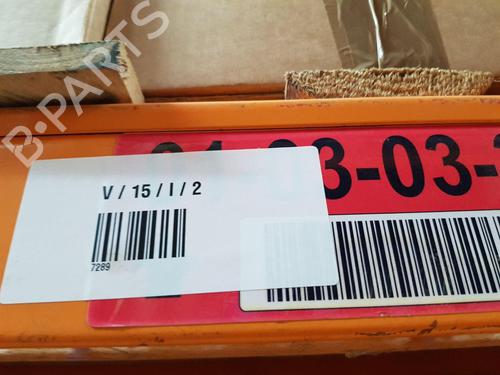 B-PARTS
03-03-
V / 15 / I / 2
7289